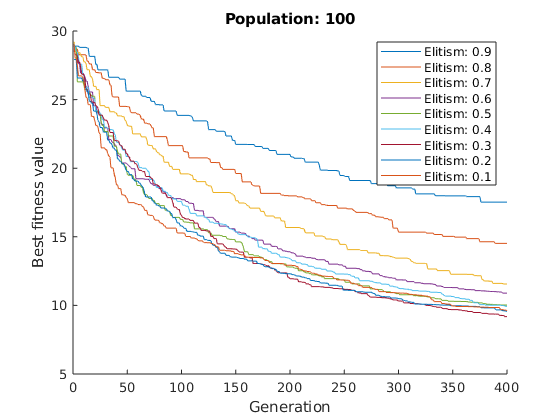 Population: 100
30
25
20
15
10
5
Best fitness value
Elitism: 0.9
Elitism: 0.8
Elitism: 0.7
Elitism: 0.6
Elitism: 0.5
Elitism: 0.4
Elitism: 0.3
Elitism: 0.2
Elitism: 0.1
0 50 100 150 200 250 300 350 400
Generation